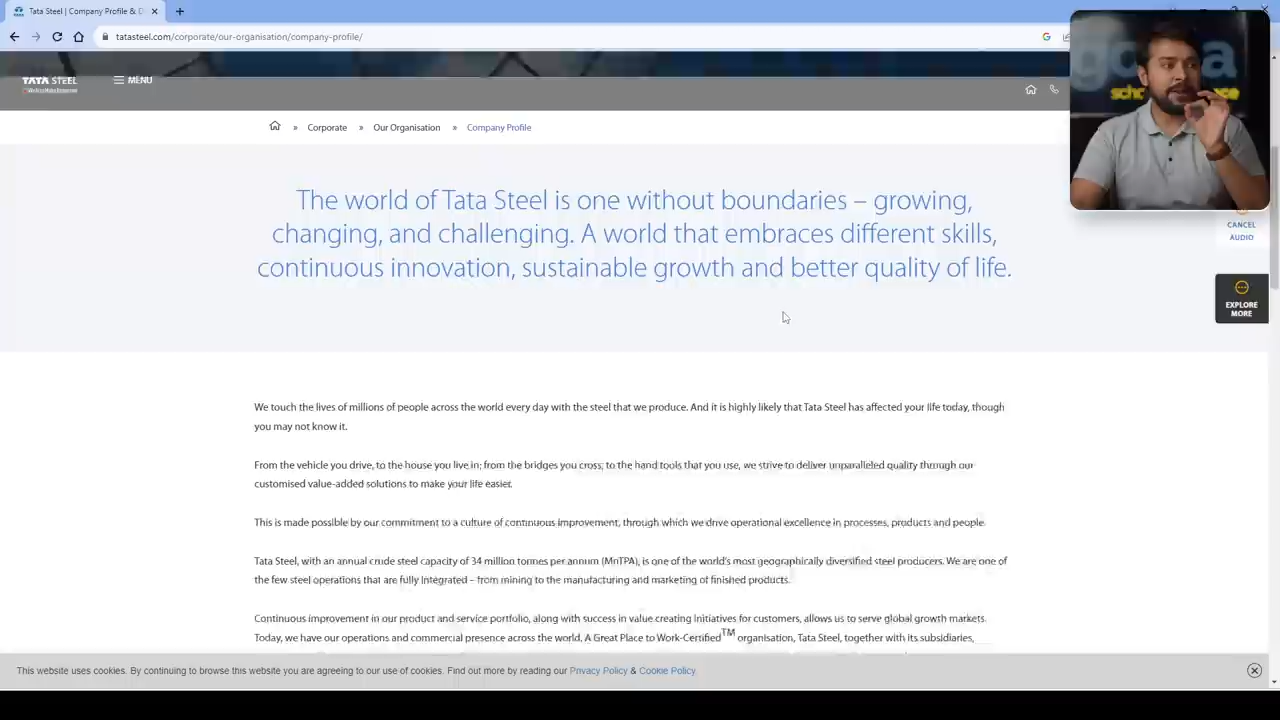 Tata Steel | Company Profile & D
tatasteel.com/corporate/our-organisation/company-profile/
TATA STEEL
MENU
Corporate » Our Organisation » Company Profile
The world of Tata Steel is one without boundaries – growing,
changing, and challenging. A world that embraces different skills,
continuous innovation, sustainable growth and better quality of life.
CANCEL
AUDIO
EXPLORE
MORE
We touch the lives of millions of people across the world every day with the steel that we produce. And it is highly likely that Tata Steel has affected your life today, though
you may not know it.
From the vehicle you drive, to the house you live in; from the bridges you cross; to the hand tools that you use, we strive to deliver unparalleled quality through our
customised value-added solutions to make your life easier.
This is made possible by our commitment to a culture of continuous improvement, through which we drive operational excellence in processes, products and people.
Tata Steel, with an annual crude steel capacity of 34 million tonnes per annum (MnTPA), is one of the world's most geographically diversified steel producers. We are one of
the few steel operations that are fully integrated – from mining to the manufacturing and marketing of finished products.
Continuous improvement in our product and service portfolio, along with success in value-creating initiatives for customers, allows us to serve global growth markets.
Today, we have our operations and commercial presence across the world. A Great Place to Work-Certified™ organisation, Tata Steel, together with its subsidiaries,
This website uses cookies. By continuing to browse this website you are agreeing to our use of cookies. Find out more by reading our Privacy Policy & Cookie Policy.